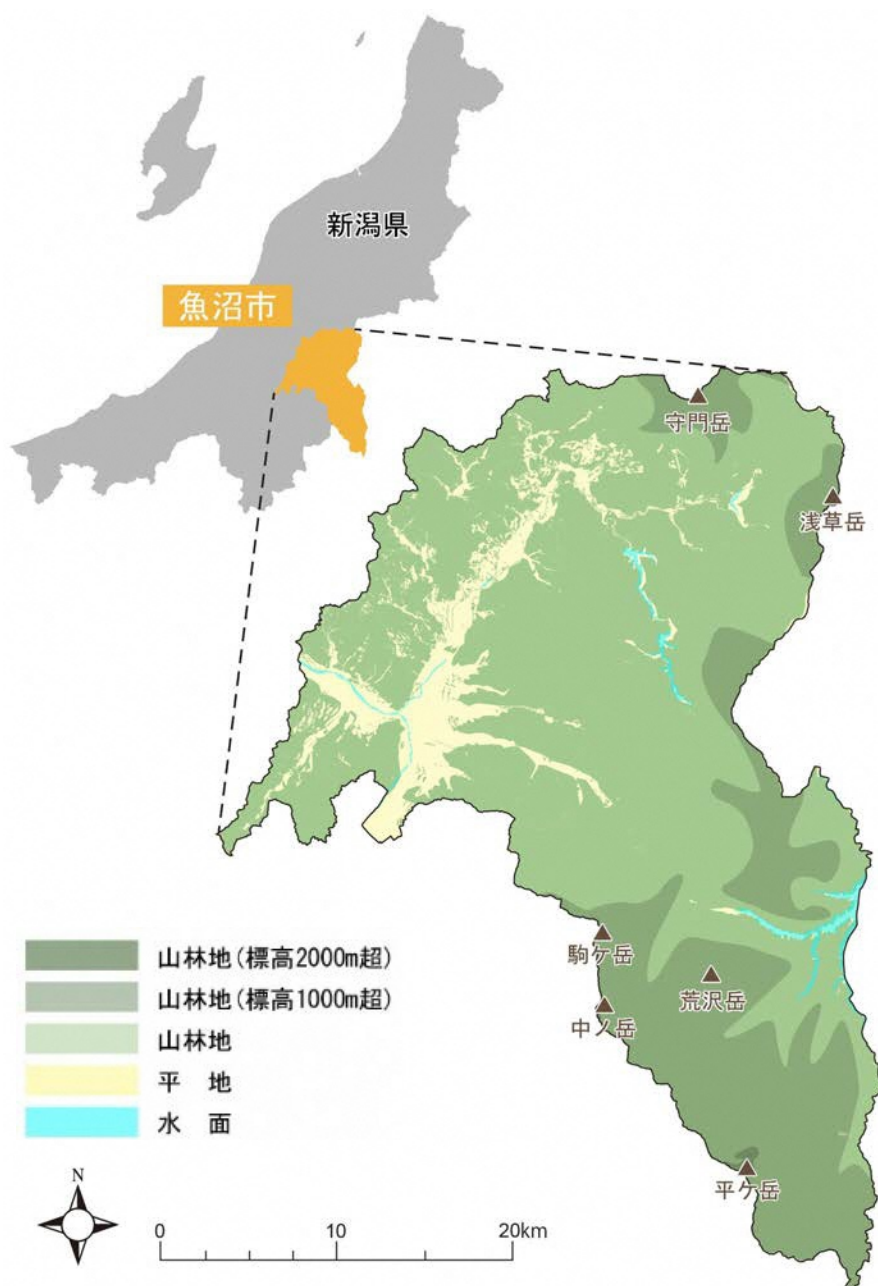 新潟県
魚沼市
守門岳
浅草岳
駒ケ岳
荒沢岳
中ノ岳
平ケ岳
山林地(標高2000m超)
山林地(標高1000m超)
山林地
平 地
水 面
N
0 10 20km